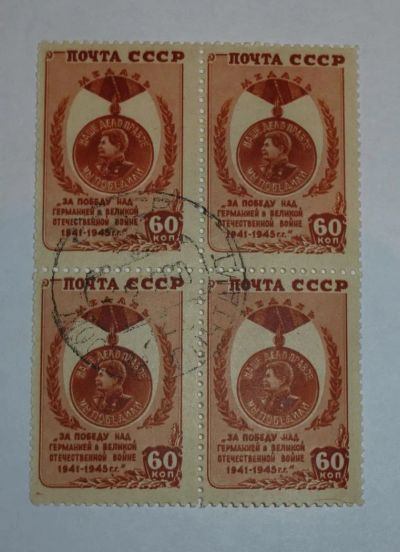 ПОЧТА СССР ПОЧТА СССР
МЕДАЛЬ МЕДАЛЬ
НАШЕ ДЕЛО ПРАВОЕ НАШЕ ДЕЛО ПРАВОЕ
МЫ ПОБЕДИЛИ МЫ ПОБЕДИЛИ
„ЗА ПОБЕДУ НАД „ЗА ПОБЕДУ НАД
ГЕРМАНИЕЙ в ВЕЛИКОЙ ГЕРМАНИЕЙ в ВЕЛИКОЙ
ОТЕЧЕСТВЕННОЙ ВОЙНЕ ОТЕЧЕСТВЕННОЙ ВОЙНЕ
1941-1945 г.г.“ 60 1941-1945 г.г.“ 60
КОП КОП
ПОЧТА СССР ПОЧТА СССР
МЕДАЛЬ МЕДАЛЬ
НАШЕ ДЕЛО ПРАВОЕ НАШЕ ДЕЛО ПРАВОЕ
МЫ ПОБЕДИЛИ МЫ ПОБЕДИЛИ
„ЗА ПОБЕДУ НАД „ЗА ПОБЕДУ НАД
ГЕРМАНИЕЙ в ВЕЛИКОЙ ГЕРМАНИЕЙ в ВЕЛИКОЙ
ОТЕЧЕСТВЕННОЙ ВОЙНЕ ОТЕЧЕСТВЕННОЙ ВОЙНЕ
1941-1945 г.г.“ 60 1941-1945 г.г.“ 60
КОП КОП